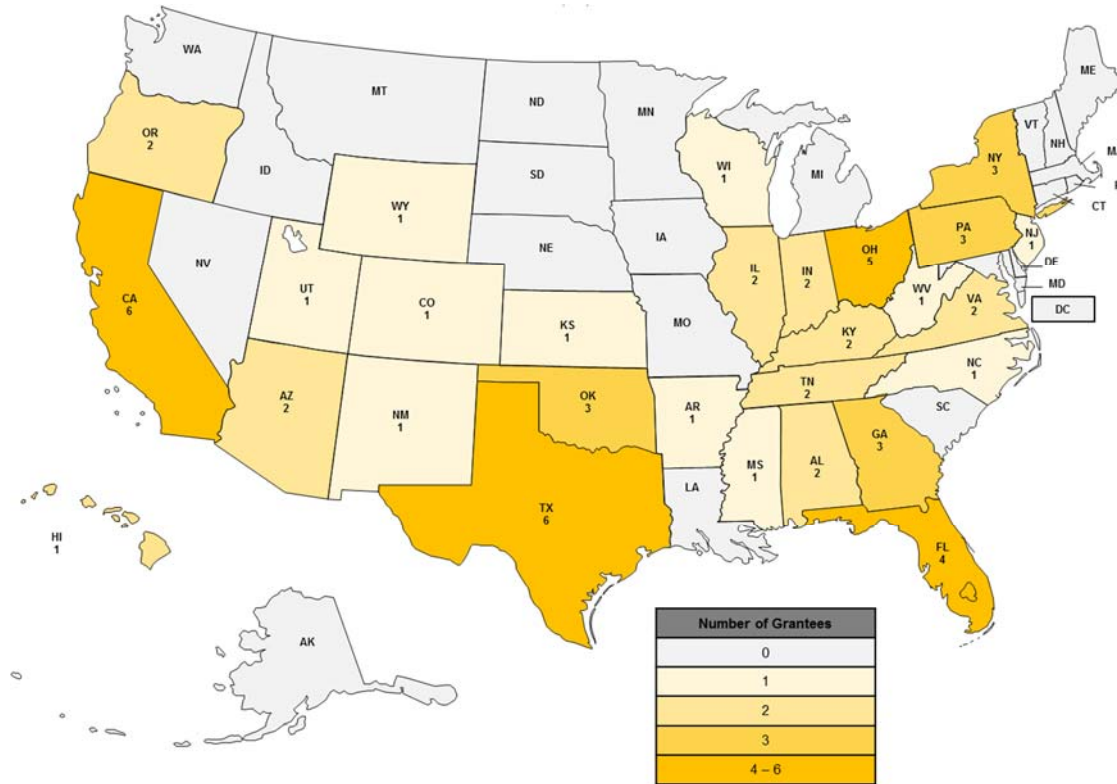 WA
MT
ND
MN
ME
VT
NH
OR
2
ID
SD
WI
1
MI
NY
3
WY
1
CT
NE
IA
PA
3
NJ
1
NV
IL
2
IN
2
OH
5
DE
MD
DC
CA
6
UT
1
CO
1
KS
1
MO
WV
1
VA
2
KY
2
NC
1
TN
2
AZ
2
NM
1
OK
3
AR
1
SC
MS
1
AL
2
GA
3
LA
TX
6
FL
4
HI
1
AK
Number of Grantees
0
1
2
3
4 – 6